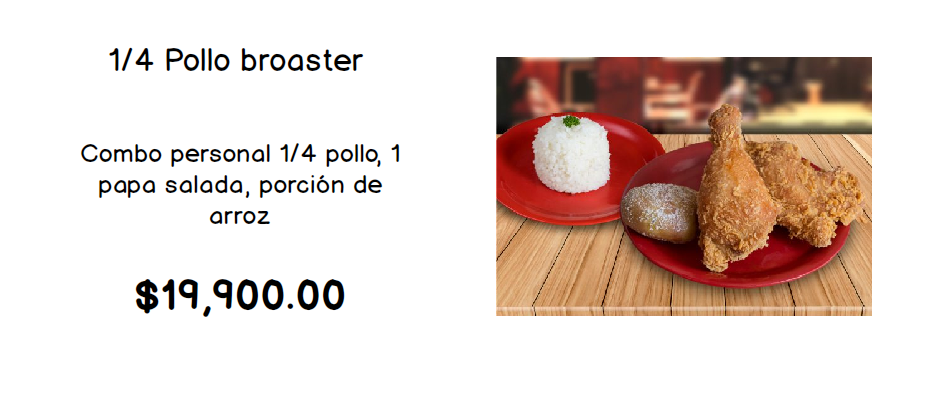 1/4 Pollo broaster
Combo personal 1/4 pollo, 1
papa salada, porción de
arroz
$19,900.00